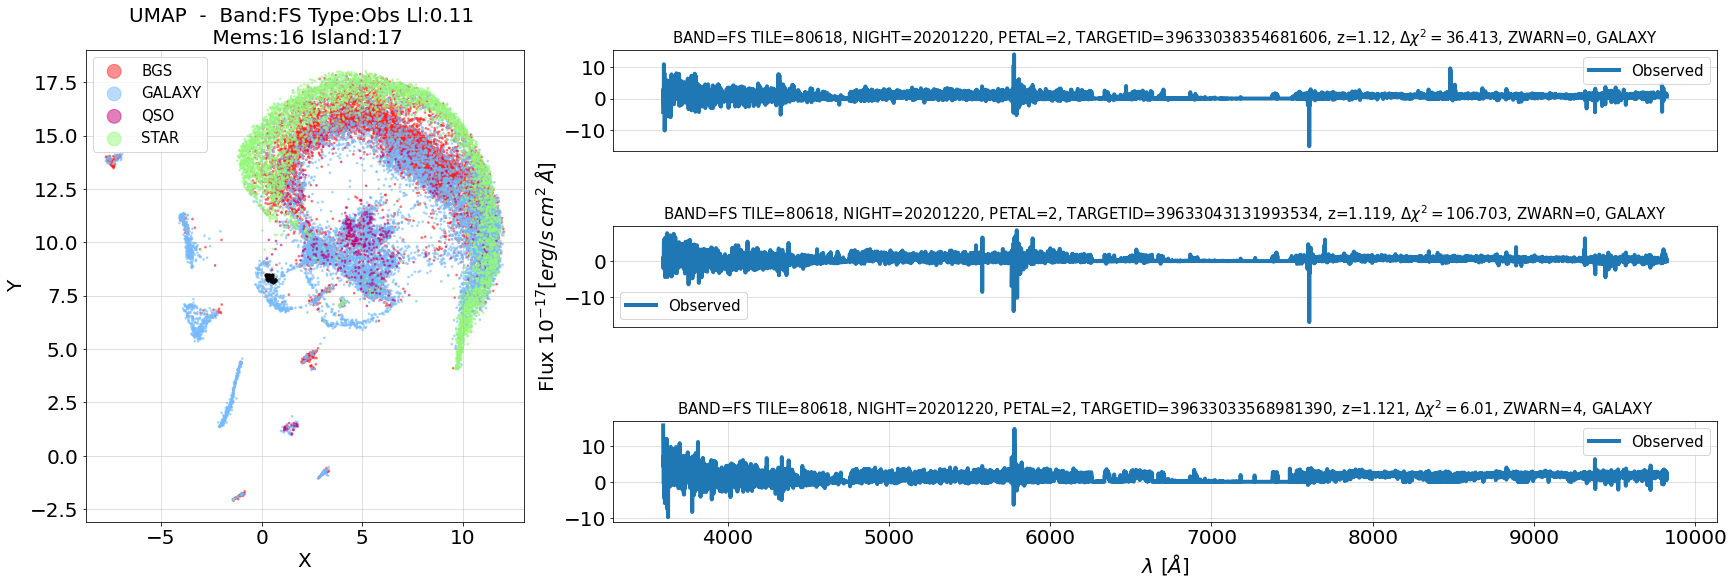 UMAP - Band:FS Type:Obs Ll:0.11
Mems:16 Island:17
BGS
GALAXY
QSO
STAR
17.5
15.0
12.5
10.0
7.5
5.0
2.5
0.0
−2.5
Y
−5
0
5
10
X
Flux 10⁻¹⁷[erg/s cm² Å]
BAND=FS TILE=80618, NIGHT=20201220, PETAL=2, TARGETID=39633038354681606, z=1.12, Δχ² = 36.413, ZWARN=0, GALAXY
10
0
−10
Observed
BAND=FS TILE=80618, NIGHT=20201220, PETAL=2, TARGETID=39633043131993534, z=1.119, Δχ² = 106.703, ZWARN=0, GALAXY
0
−10
Observed
BAND=FS TILE=80618, NIGHT=20201220, PETAL=2, TARGETID=39633033568981390, z=1.121, Δχ² = 6.01, ZWARN=4, GALAXY
10
0
−10
Observed
4000
5000
6000
7000
8000
9000
10000
λ [Å]